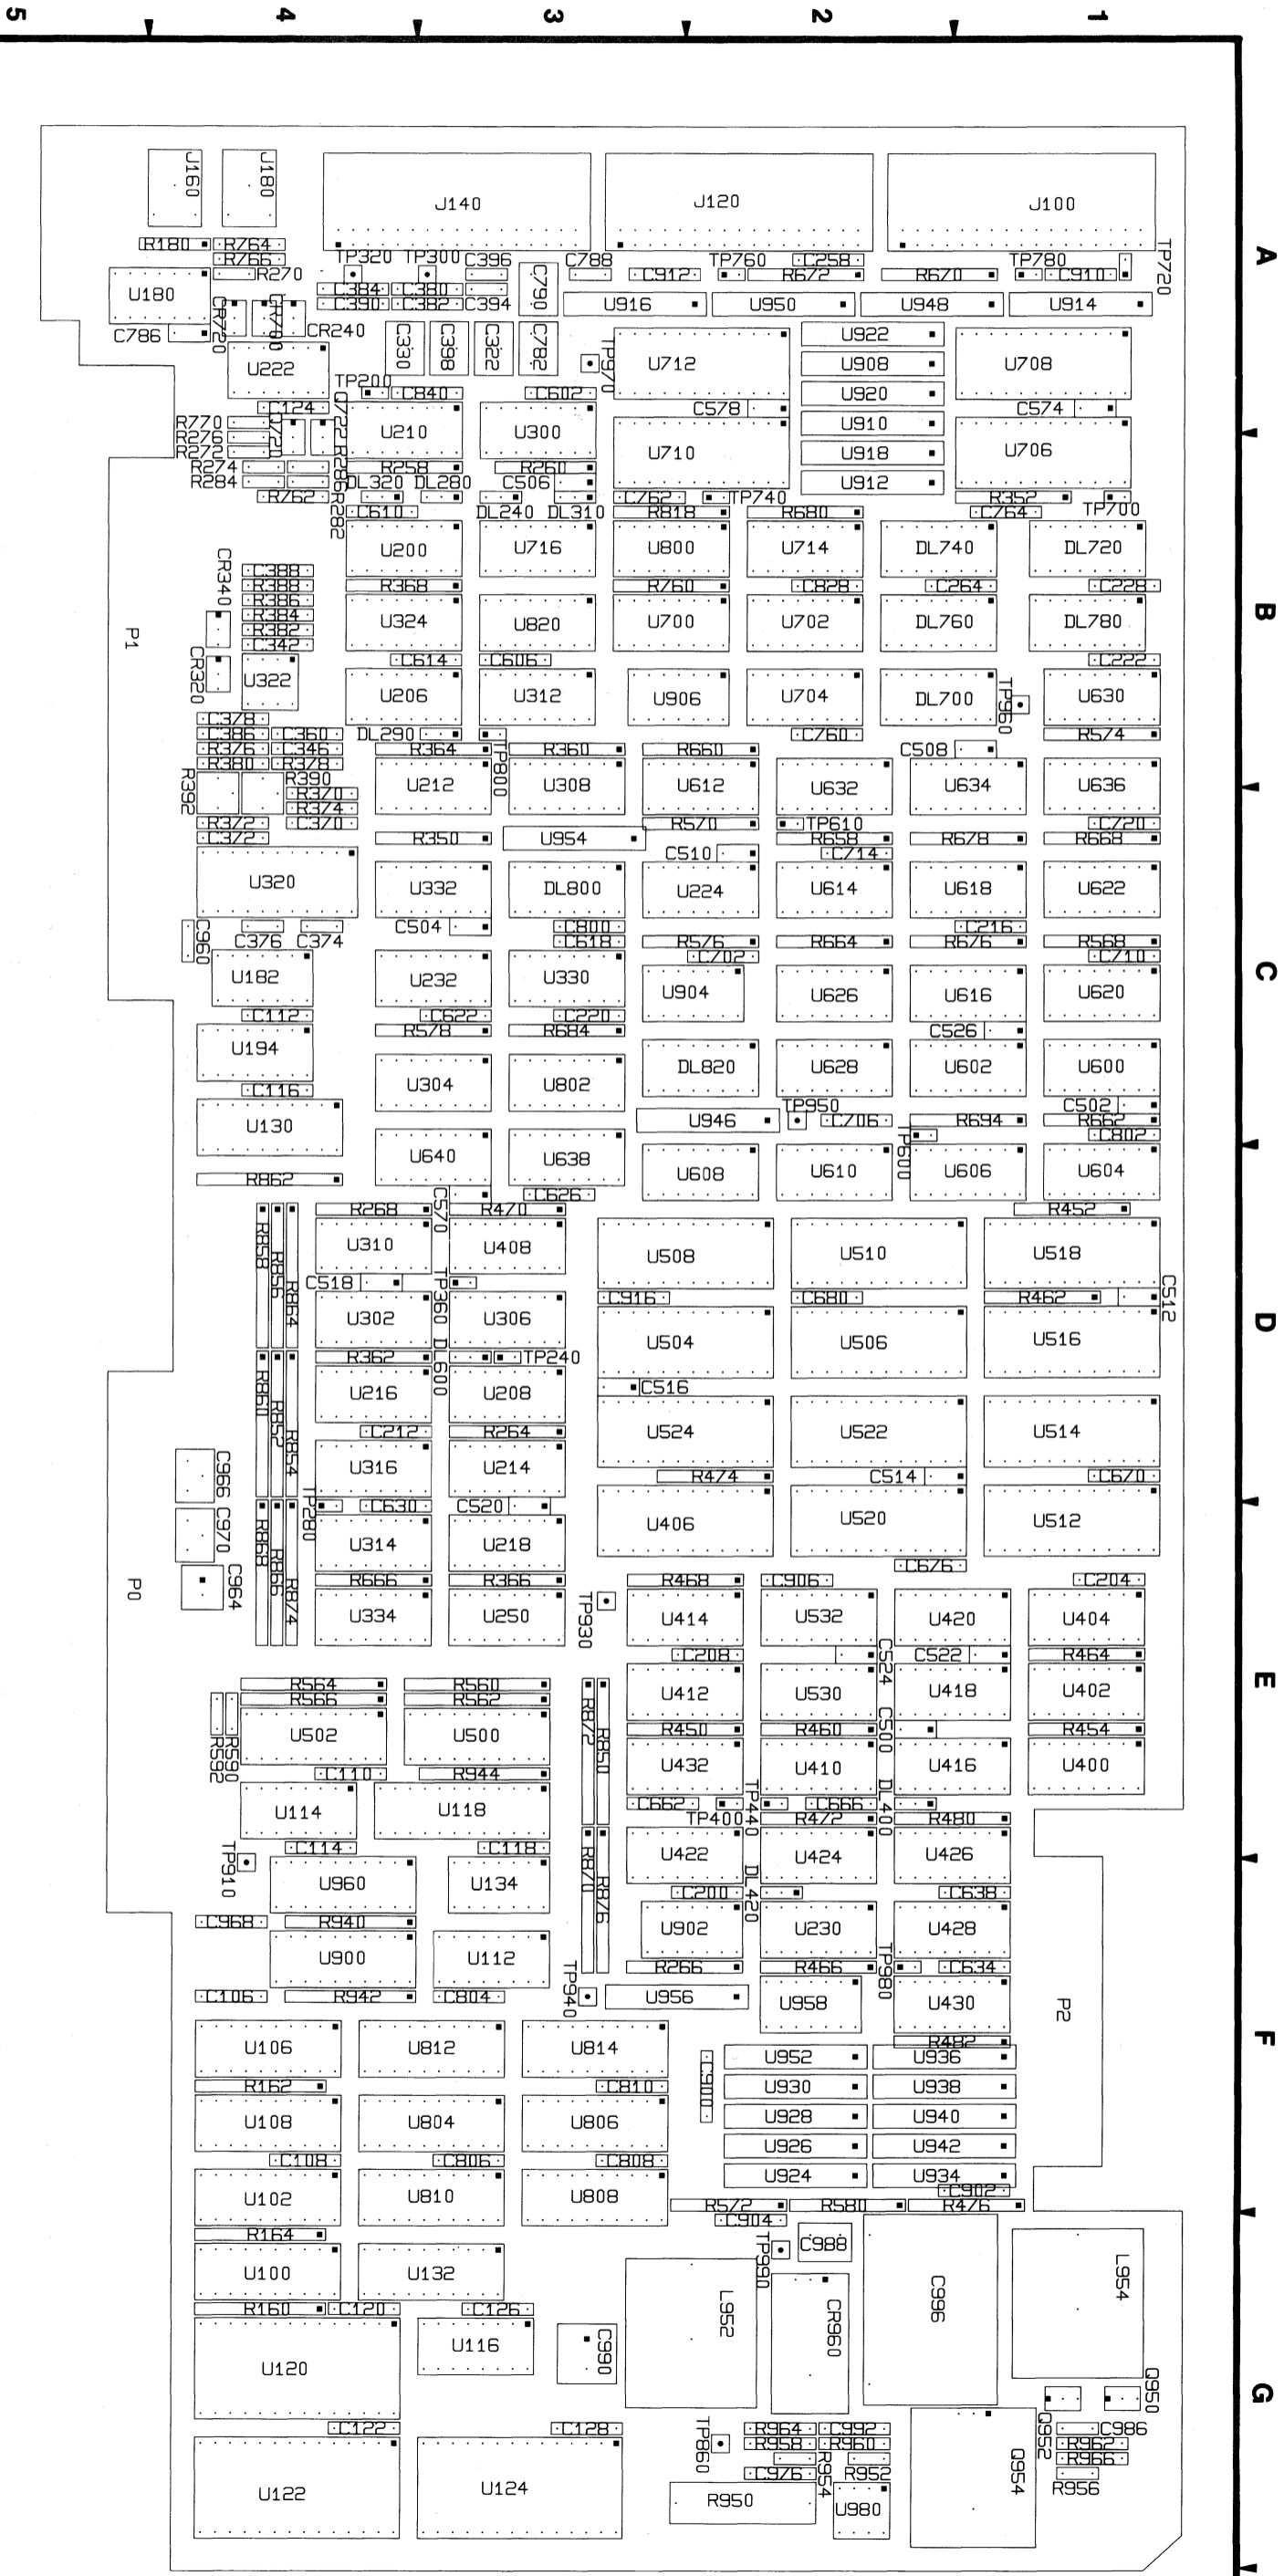 5 4 3 2 1
A
J160 J180 J140 J120 J100
R180 R764 TP320 TP300 C396 C788 TP760 C258 TP780 TP720
R766 R270 C790 C912 R672 R670 C910
U180 C384 C380 C394 U916 U950 U948 U914
C390 C382
CR720 CR700 CR240
C786 C330 C398 C322 C782 TP970 U712 U922 U708
U222 U908
TP200 C840 C602 U920
C124 Q722 C578 C574
R770 Q720 U210 U300 U710 U910 U706
R276
R272 U918
R274 R286 R258 R260
R284 DL320 DL280 C506 U912
R762 R282 C762 TP740 R352
C610 DL240 DL310 R818 R680 C764 TP700
U200 U716 U800 U714 DL740 DL720
CR340 C388
R388 R368 R760 C828 C264 C228
R386
B
R384 U324 U820 U700 U702 DL760 DL780
P1 R382
C342 C614 C606 C222
CR320 U322 U206 U312 U906 U704 DL700 TP960 U630
C378
C386 C360 DL290 C760 R574
R376 C346 R364 TP800 R360 R660 C508
R380 R378
R392 R390 U212 U308 U612 U632 U634 U636
R370
R374
R372 C370 R570 TP610 C720
C372 R350 U954 R658 R678 R668
C510 C714
U320 U332 DL800 U224 U614 U618 U622
C960 C376 C374 C504 C800 C216
C618 R576 R664 R676 R568
C702 C710
C
U182 U232 U330 U904 U626 U616 U620
C112 C622 C220
R578 R684 C526
U194 U304 U802 DL820 U628 U602 U600
C116 TP950 C502
U130 U946 C706 R694 R662
TP600 C802
U640 U638 U608 U610 U606 U604
R862 C570 C626
R858 R856 R864 R268 R470 R452
U310 U408 U508 U510 U518
C518 TP360 C512
U302 U306 C916 C680 R462
D
U504 U506 U516
R860 R852 R854 R362 DL600 TP240
U216 U208 C516
C212 R264 U524 U522 U514
C966 U316 U214 R474 C514 C670
C970 TP280 C630 C520
R868 R866 R874 U314 U218 U406 U520 U512
C676
P0 C964 R666 R366 TP930 R468 C906 C204
U334 U250 U414 U532 U420 U404
C208 C524 C522 R464
E
R564 R560 R872 R850
R566 R562 U412 U530 U418 U402
R592 R590 U502 U500 R450 R460 C500 R454
U432 U410 U416 U400
C110 R944
U114 U118 C662 TP440 C666 DL400
TP400 R472 R480
C114 C118 R870 R876 U422 U424 U426
TP910 U960 U134
C968 R940 C200 DL420 C638
U900 U112 U902 U230 U428
R266 R466 TP980 C634
C106 R942 C804 TP940 U956 U958 U430 P2
R482
F
U106 U812 U814 U952 U936
R162 C810 C900 U930 U938
U108 U804 U806 U928 U940
C108 C806 C808 U926 U942
U102 U810 U808 U924 U934
C902
R572 R580 R476
R164 C904
U100 U132 TP990 C988 C996 L954
R160 C120 C126 L952 CR960
U120 U116 C990
G
Q950
C122 C128 TP860 R964 C992 Q952 C986
R958 R960 R962
R954 R952 Q954 R966
C976 R956
U122 U124 R950 U980